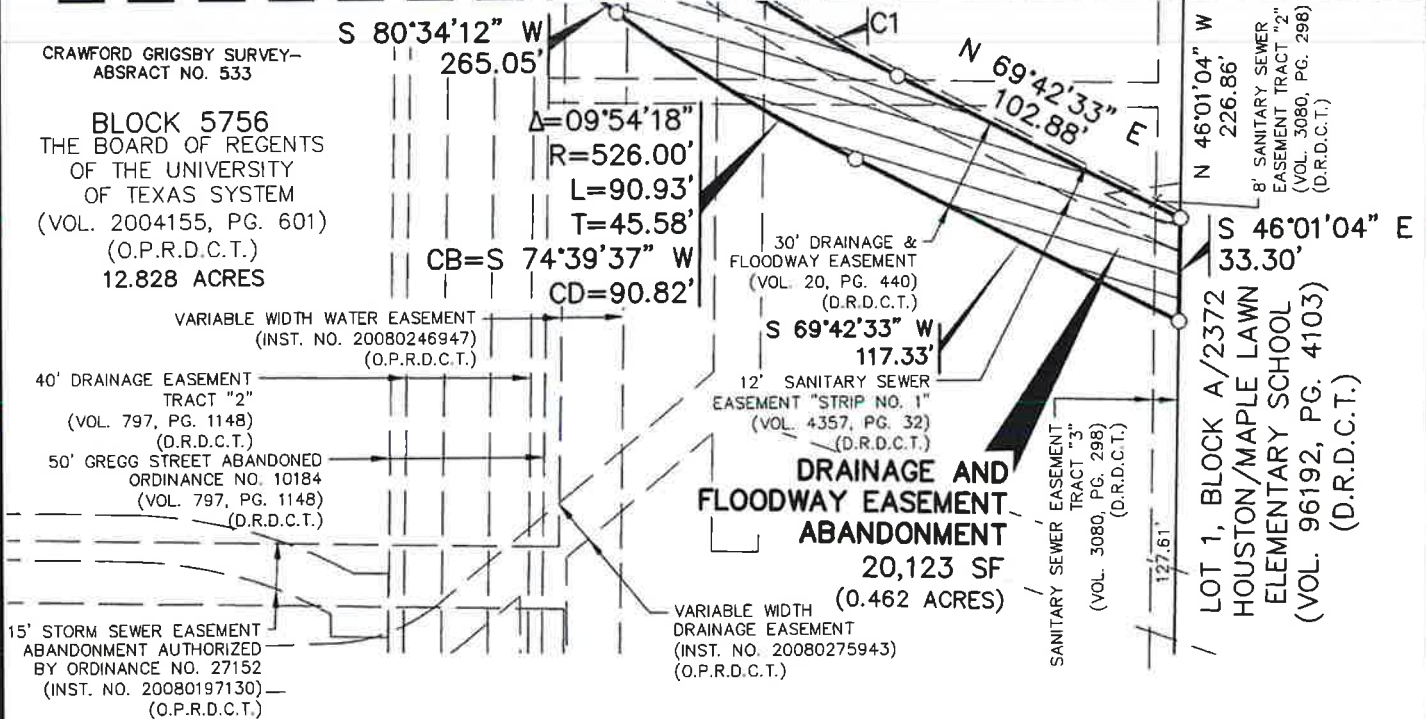 S 80°34'12" W
265.05'
CRAWFORD GRIGSBY SURVEY-
ABSRACT NO. 533
BLOCK 5756
THE BOARD OF REGENTS
OF THE UNIVERSITY
OF TEXAS SYSTEM
(VOL. 2004155, PG. 601)
(O.P.R.D.C.T.)
12.828 ACRES
Δ=09°54'18"
R=526.00'
L=90.93'
T=45.58'
CB=S 74°39'37" W
CD=90.82'
C1
N 69°42'33" E
102.88'
N 46°01'04" W
226.86'
8' SANITARY SEWER
EASEMENT TRACT "2"
(VOL. 3080, PG. 298)
(D.R.D.C.T.)
S 46°01'04" E
33.30'
30' DRAINAGE &
FLOODWAY EASEMENT
(VOL. 20, PG. 440)
(D.R.D.C.T.)
S 69°42'33" W
117.33'
12' SANITARY SEWER
EASEMENT "STRIP NO. 1"
(VOL. 4357, PG. 32)
(D.R.D.C.T.)
VARIABLE WIDTH WATER EASEMENT
(INST. NO. 20080246947)
(O.P.R.D.C.T.)
40' DRAINAGE EASEMENT
TRACT "2"
(VOL. 797, PG. 1148)
(D.R.D.C.T.)
50' GREGG STREET ABANDONED
ORDINANCE NO. 10184
(VOL. 797, PG. 1148)
(D.R.D.C.T.)
DRAINAGE AND
FLOODWAY EASEMENT
ABANDONMENT
20,123 SF
(0.462 ACRES)
SANITARY SEWER EASEMENT
TRACT "3"
(VOL. 3080, PG. 298)
(D.R.D.C.T.)
127.61'
LOT 1, BLOCK A/2372
HOUSTON/MAPLE LAWN
ELEMENTARY SCHOOL
(VOL. 96192, PG. 4103)
(D.R.D.C.T.)
15' STORM SEWER EASEMENT
ABANDONMENT AUTHORIZED
BY ORDINANCE NO. 27152
(INST. NO. 20080197130)
(O.P.R.D.C.T.)
VARIABLE WIDTH
DRAINAGE EASEMENT
(INST. NO. 20080275943)
(O.P.R.D.C.T.)